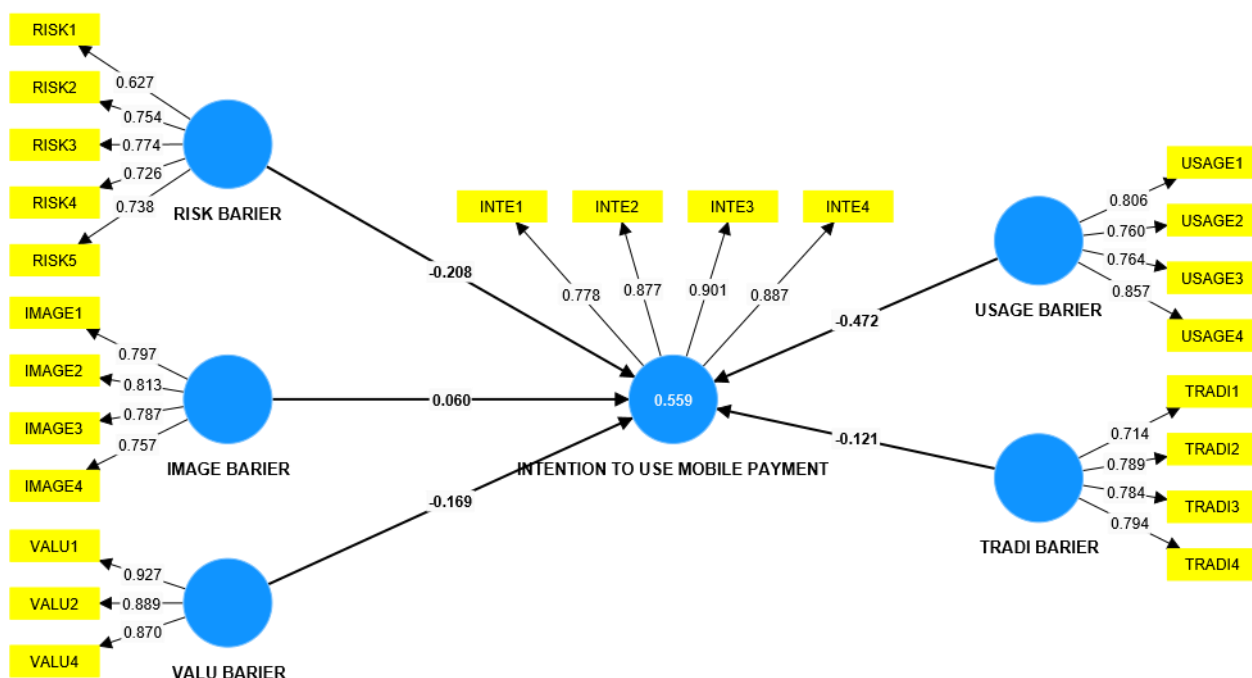 RISK1
0.627
RISK2
0.754
RISK3
0.774
RISK4
0.726
RISK5
0.738
RISK BARIER
-0.208
IMAGE1
0.797
IMAGE2
0.813
IMAGE3
0.787
IMAGE4
0.757
IMAGE BARIER
0.060
VALU1
0.927
VALU2
0.889
VALU4
0.870
VALU BARIER
-0.169
INTE1
INTE2
INTE3
INTE4
0.778
0.877
0.901
0.887
0.559
INTENTION TO USE MOBILE PAYMENT
USAGE1
0.806
USAGE2
0.760
USAGE3
0.764
USAGE4
0.857
USAGE BARIER
-0.472
TRADI1
0.714
TRADI2
0.789
TRADI3
0.784
TRADI4
0.794
TRADI BARIER
-0.121